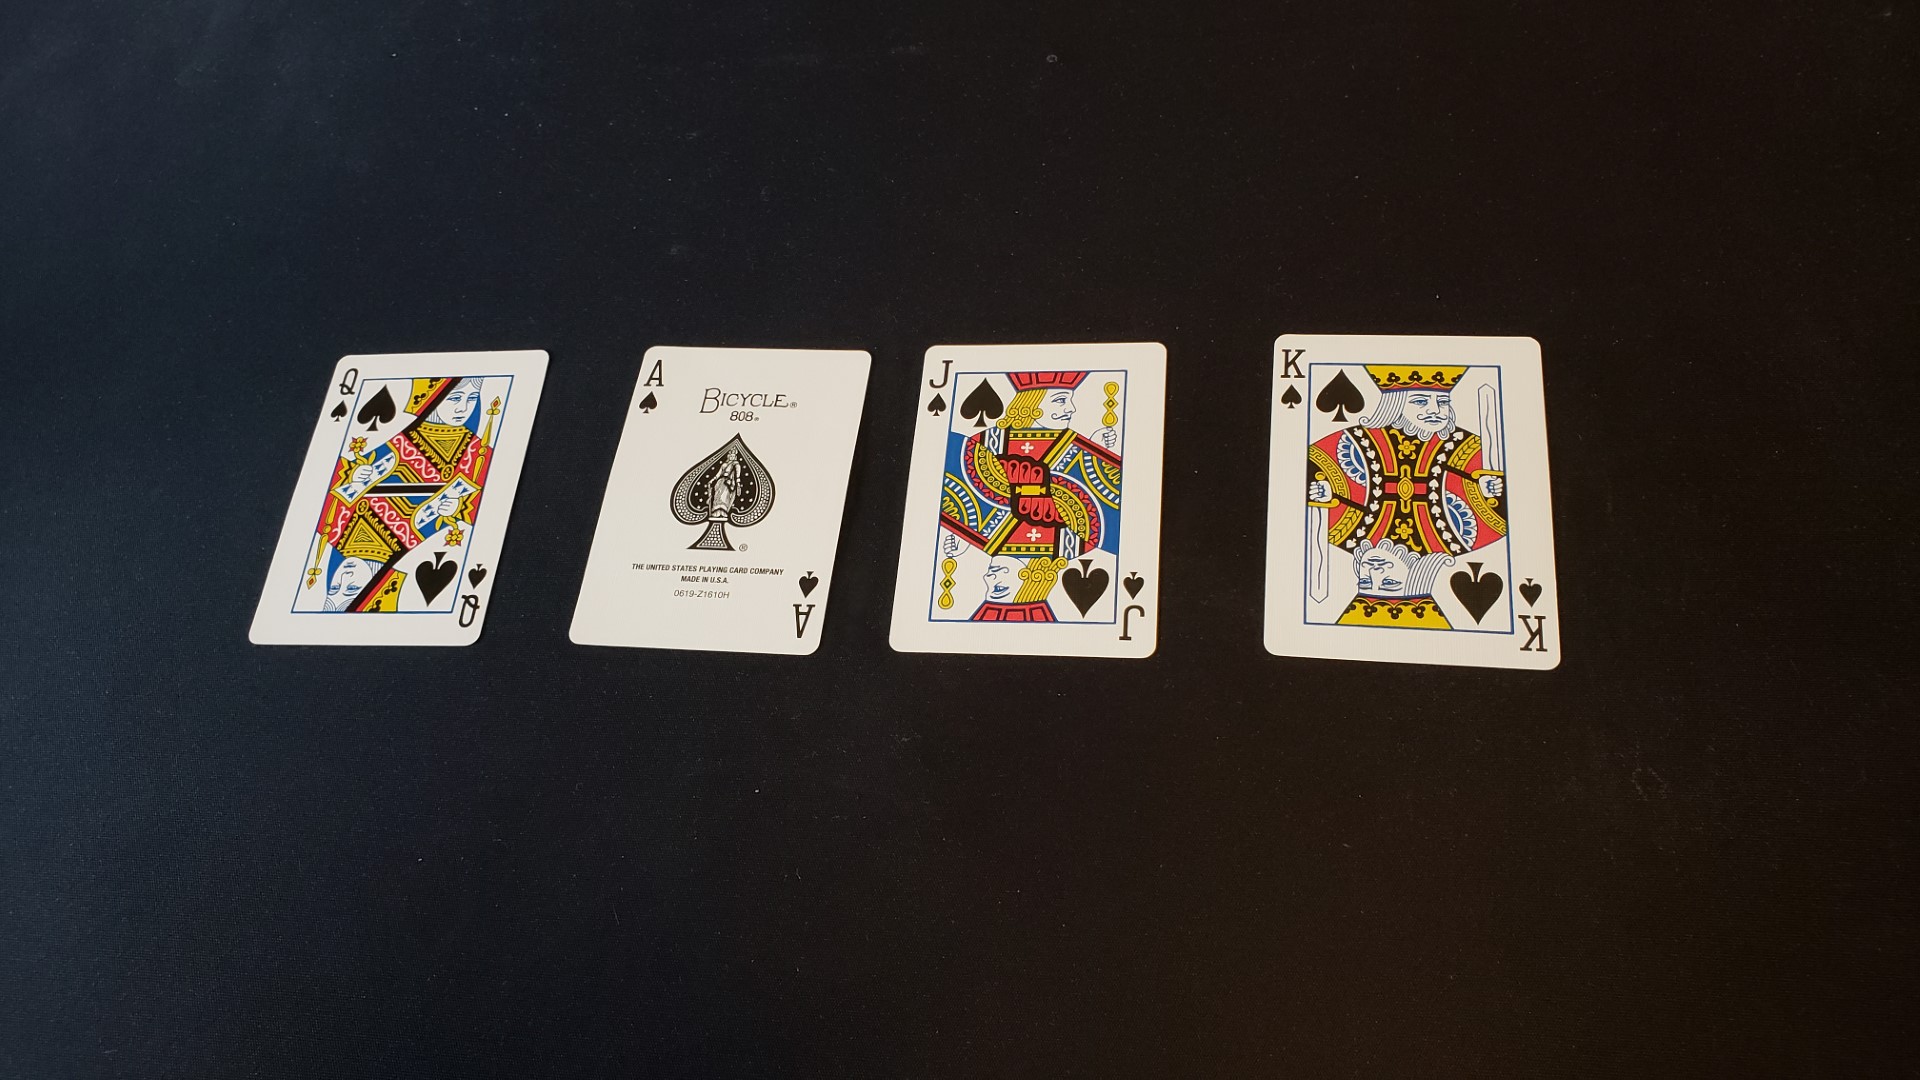 Q
Q
A
BICYCLE®
808®
®
THE UNITED STATES PLAYING CARD COMPANY
MADE IN U.S.A.
0619-Z1610H
A
J
J
K
K